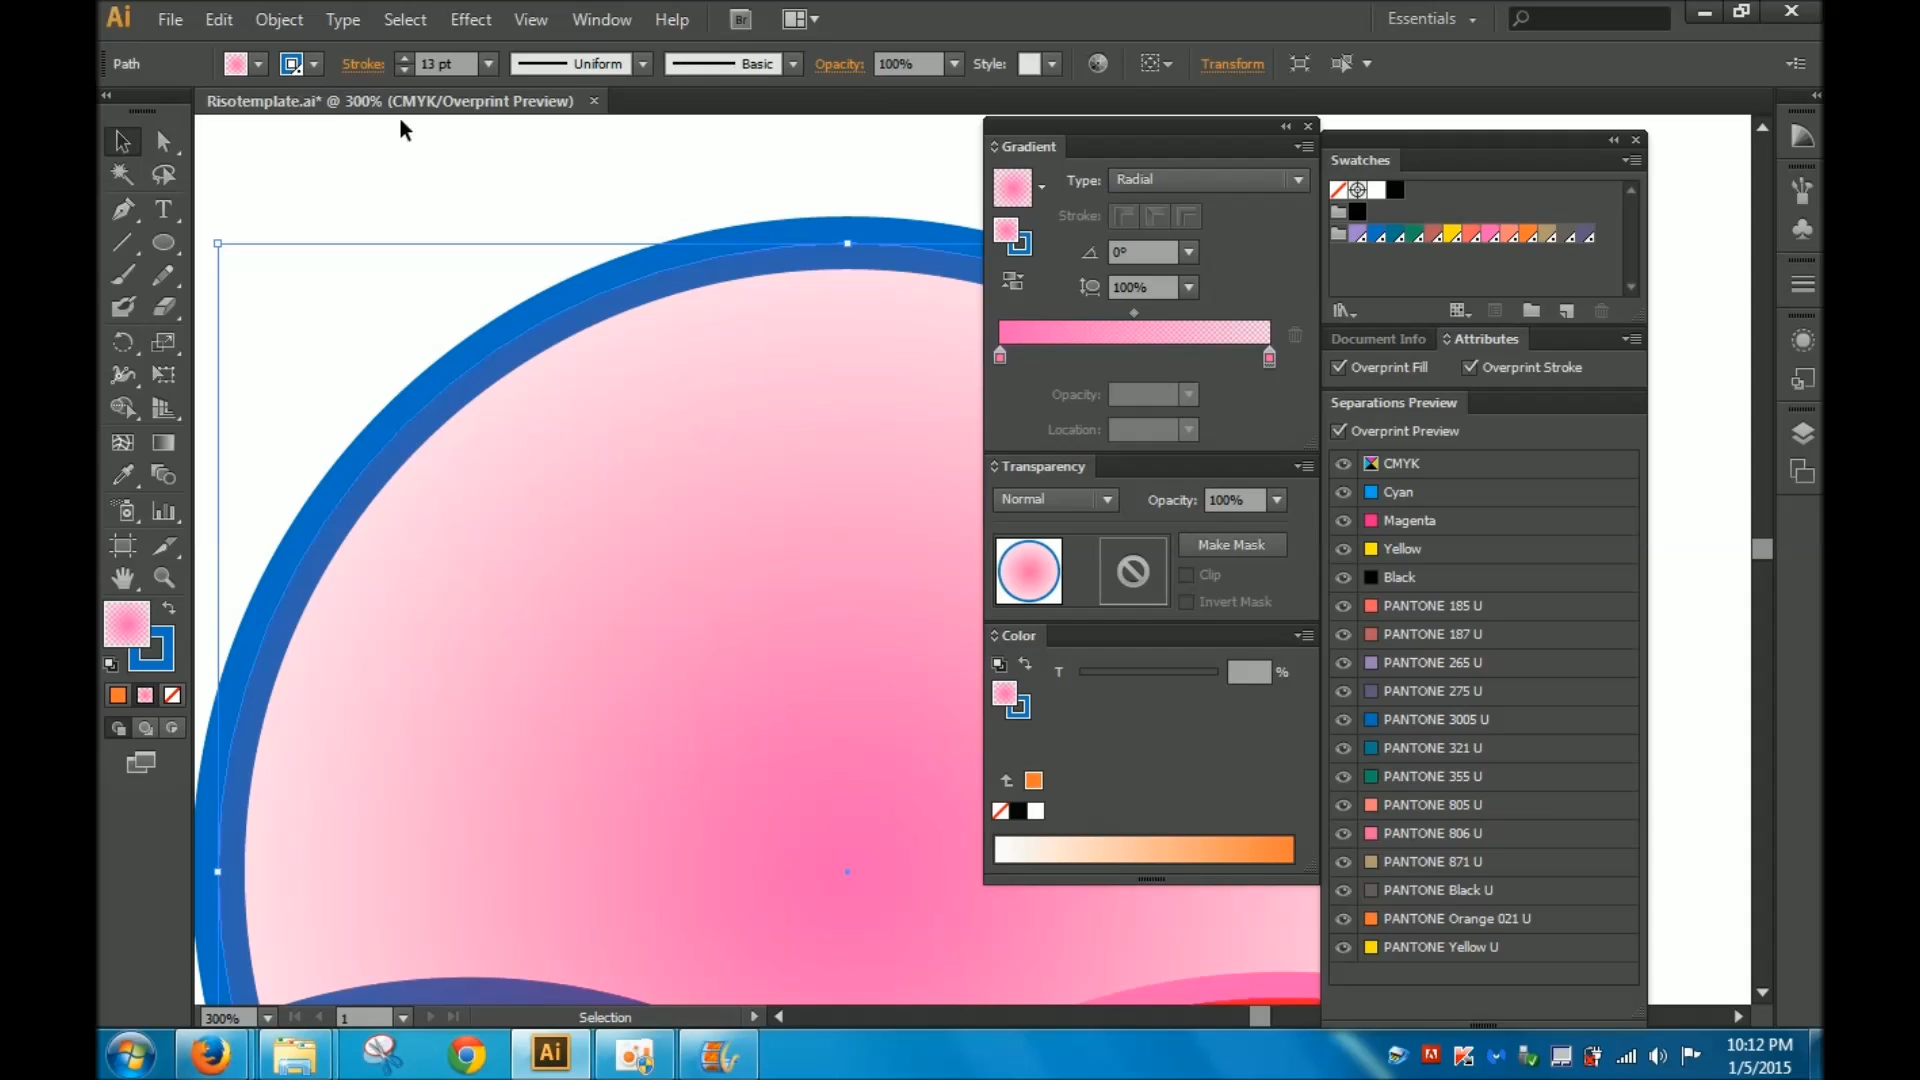 Ai File Edit Object Type Select Effect View Window Help Br Essentials
Path Stroke: 13 pt Uniform Basic Opacity: 100% Style: Transform
Risotemplate.ai* @ 300% (CMYK/Overprint Preview)
Gradient
Type: Radial
Stroke:
0°
100%
Opacity:
Location:
Transparency
Normal Opacity: 100%
Make Mask
Clip
Invert Mask
Color
T %
Swatches
Document Info Attributes
Overprint Fill Overprint Stroke
Separations Preview
Overprint Preview
CMYK
Cyan
Magenta
Yellow
Black
PANTONE 185 U
PANTONE 187 U
PANTONE 265 U
PANTONE 275 U
PANTONE 3005 U
PANTONE 321 U
PANTONE 355 U
PANTONE 805 U
PANTONE 806 U
PANTONE 871 U
PANTONE Black U
PANTONE Orange 021 U
PANTONE Yellow U
T
300% 1 Selection
Ai
10:12 PM
1/5/2015